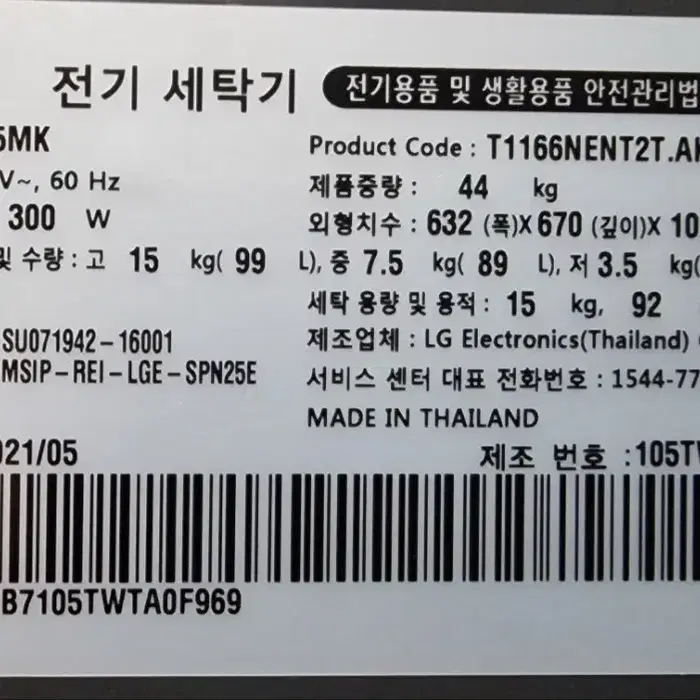 전기 세탁기 전기용품 및 생활용품 안전관리법
5MK Product Code : T1166NENT2T.A
V~, 60 Hz 제품중량 : 44 kg
300 W 외형치수 : 632 (폭)X 670 (깊이)X 10
및 수량 : 고 15 kg( 99 L), 중 7.5 kg( 89 L), 저 3.5 kg(
세탁 용량 및 용적 : 15 kg, 92
SU071942-16001 제조업체 : LG Electronics(Thailand)
MSIP-REI-LGE-SPN25E 서비스 센터 대표 전화번호 : 1544-77
MADE IN THAILAND
021/05 제조 번호 :105TW
B7105TWTA0F969